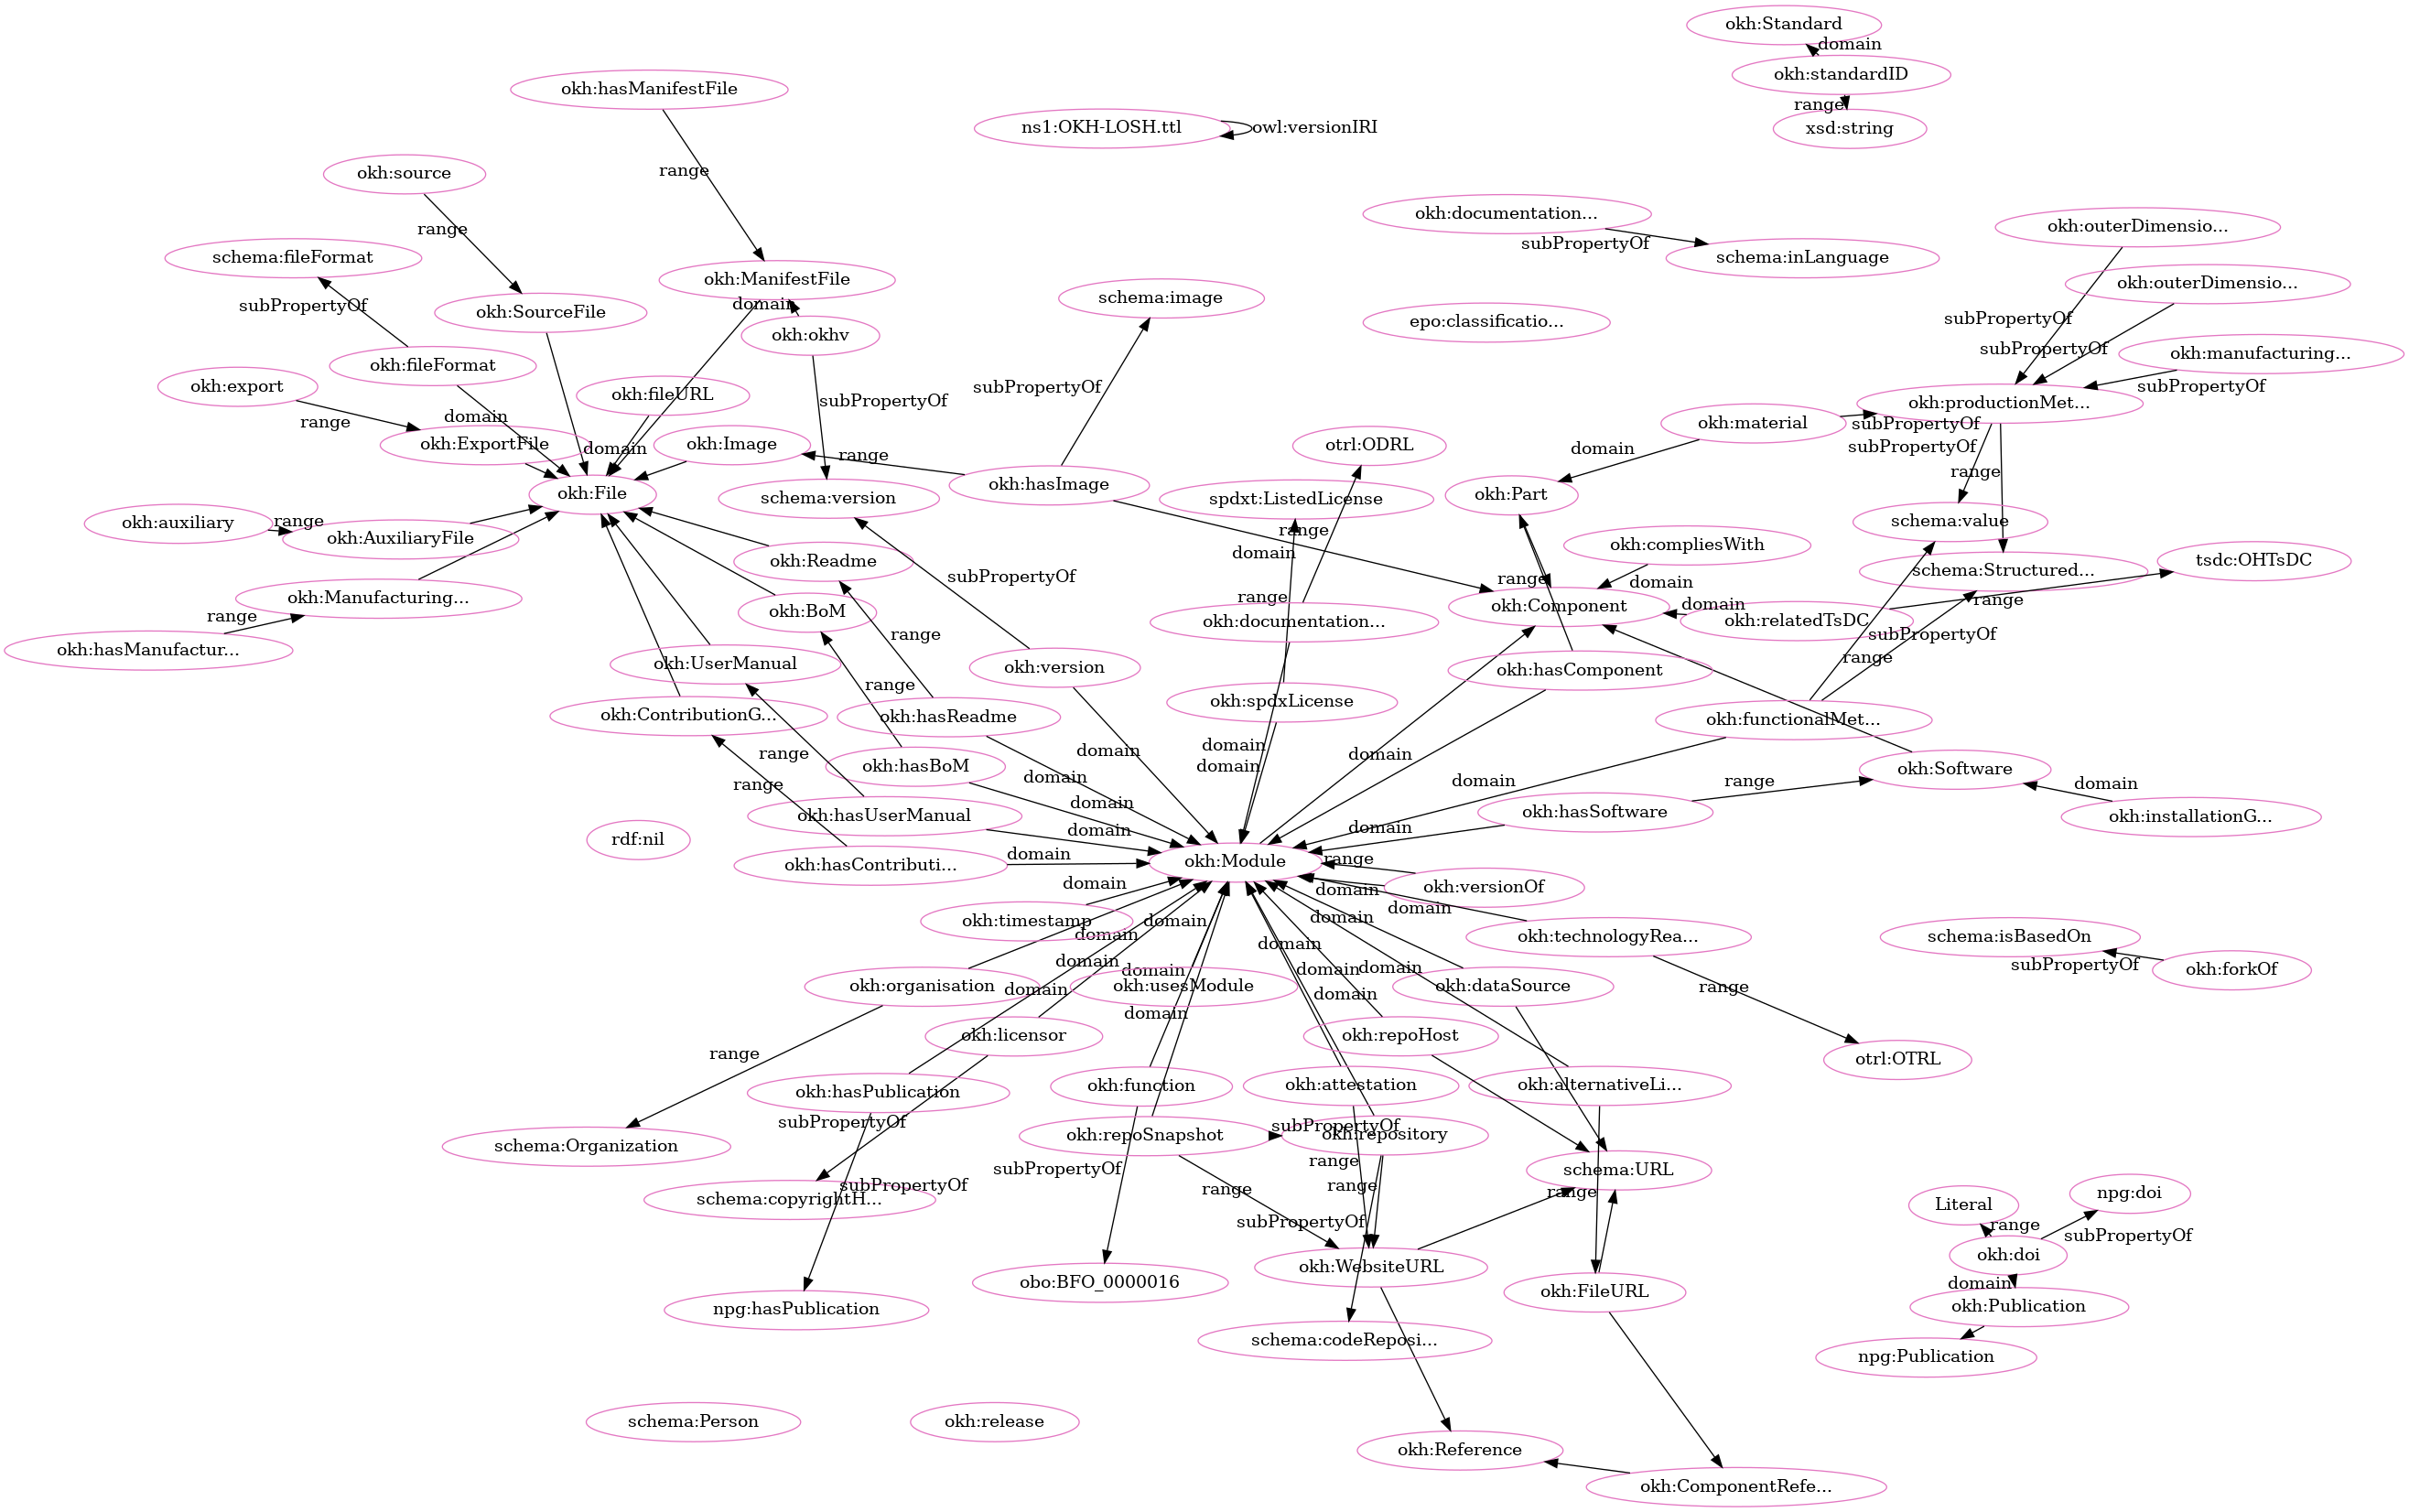 okh:Standard
domain
okh:standardID
range
xsd:string
okh:hasManifestFile
ns1:OKH-LOSH.ttl
owl:versionIRI
range
okh:source
okh:documentation...
subPropertyOf
schema:inLanguage
okh:outerDimensio...
range
schema:fileFormat
okh:ManifestFile
okh:outerDimensio...
subPropertyOf
okh:SourceFile
domain
schema:image
epo:classificatio...
subPropertyOf
okh:okhv
subPropertyOf
okh:manufacturing...
okh:fileFormat
okh:export
okh:fileURL
subPropertyOf
subPropertyOf
subPropertyOf
okh:productionMet...
range
domain
okh:material
subPropertyOf
okh:ExportFile
domain
okh:Image
range
otrl:ODRL
domain
subPropertyOf
range
okh:File
schema:version
okh:hasImage
spdxt:ListedLicense
okh:Part
okh:auxiliary
range
okh:AuxiliaryFile
range
domain
okh:compliesWith
schema:value
okh:Readme
schema:Structured...
tsdc:OHTsDC
subPropertyOf
range
domain
okh:Manufacturing...
okh:BoM
range
okh:Component
domain
range
range
okh:documentation...
okh:relatedTsDC
okh:hasManufactur...
range
subPropertyOf
okh:UserManual
okh:version
okh:hasComponent
range
range
okh:spdxLicense
okh:ContributionG...
okh:hasReadme
okh:functionalMet...
range
domain
domain
domain
domain
okh:hasBoM
okh:Software
range
domain
domain
range
domain
domain
okh:hasUserManual
okh:hasSoftware
okh:installationG...
rdf:nil
domain
domain
okh:hasContributi...
domain
okh:Module
range
domain
okh:versionOf
domain
okh:timestamp
domain
domain
domain
okh:technologyRea...
schema:isBasedOn
domain
domain
subPropertyOf
okh:forkOf
domain
domain
domain
domain
okh:organisation
domain
okh:usesModule
domain
okh:dataSource
range
domain
okh:licensor
okh:repoHost
range
otrl:OTRL
okh:hasPublication
okh:function
okh:attestation
okh:alternativeLi...
subPropertyOf
okh:repoSnapshot
subPropertyOf
okh:repository
schema:Organization
subPropertyOf
range
schema:URL
subPropertyOf
range
range
range
schema:copyrightH...
Literal
npg:doi
range
subPropertyOf
subPropertyOf
okh:doi
okh:WebsiteURL
obo:BFO_0000016
domain
okh:FileURL
npg:hasPublication
okh:Publication
schema:codeReposi...
npg:Publication
schema:Person
okh:release
okh:Reference
okh:ComponentRefe...